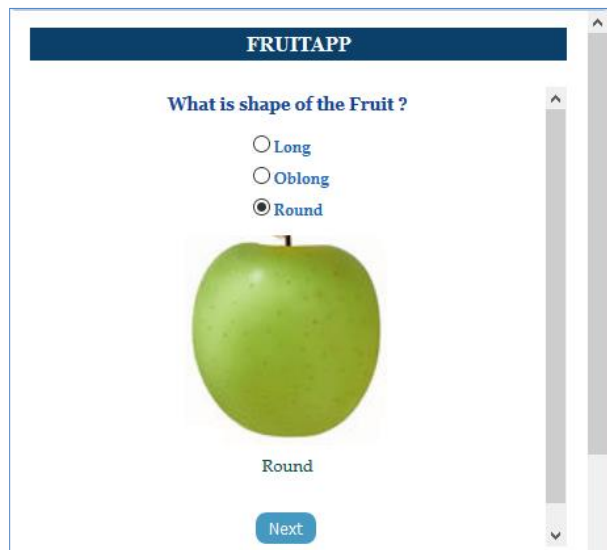 FRUITAPP
What is shape of the Fruit ?
Long
Oblong
Round
Round
Next